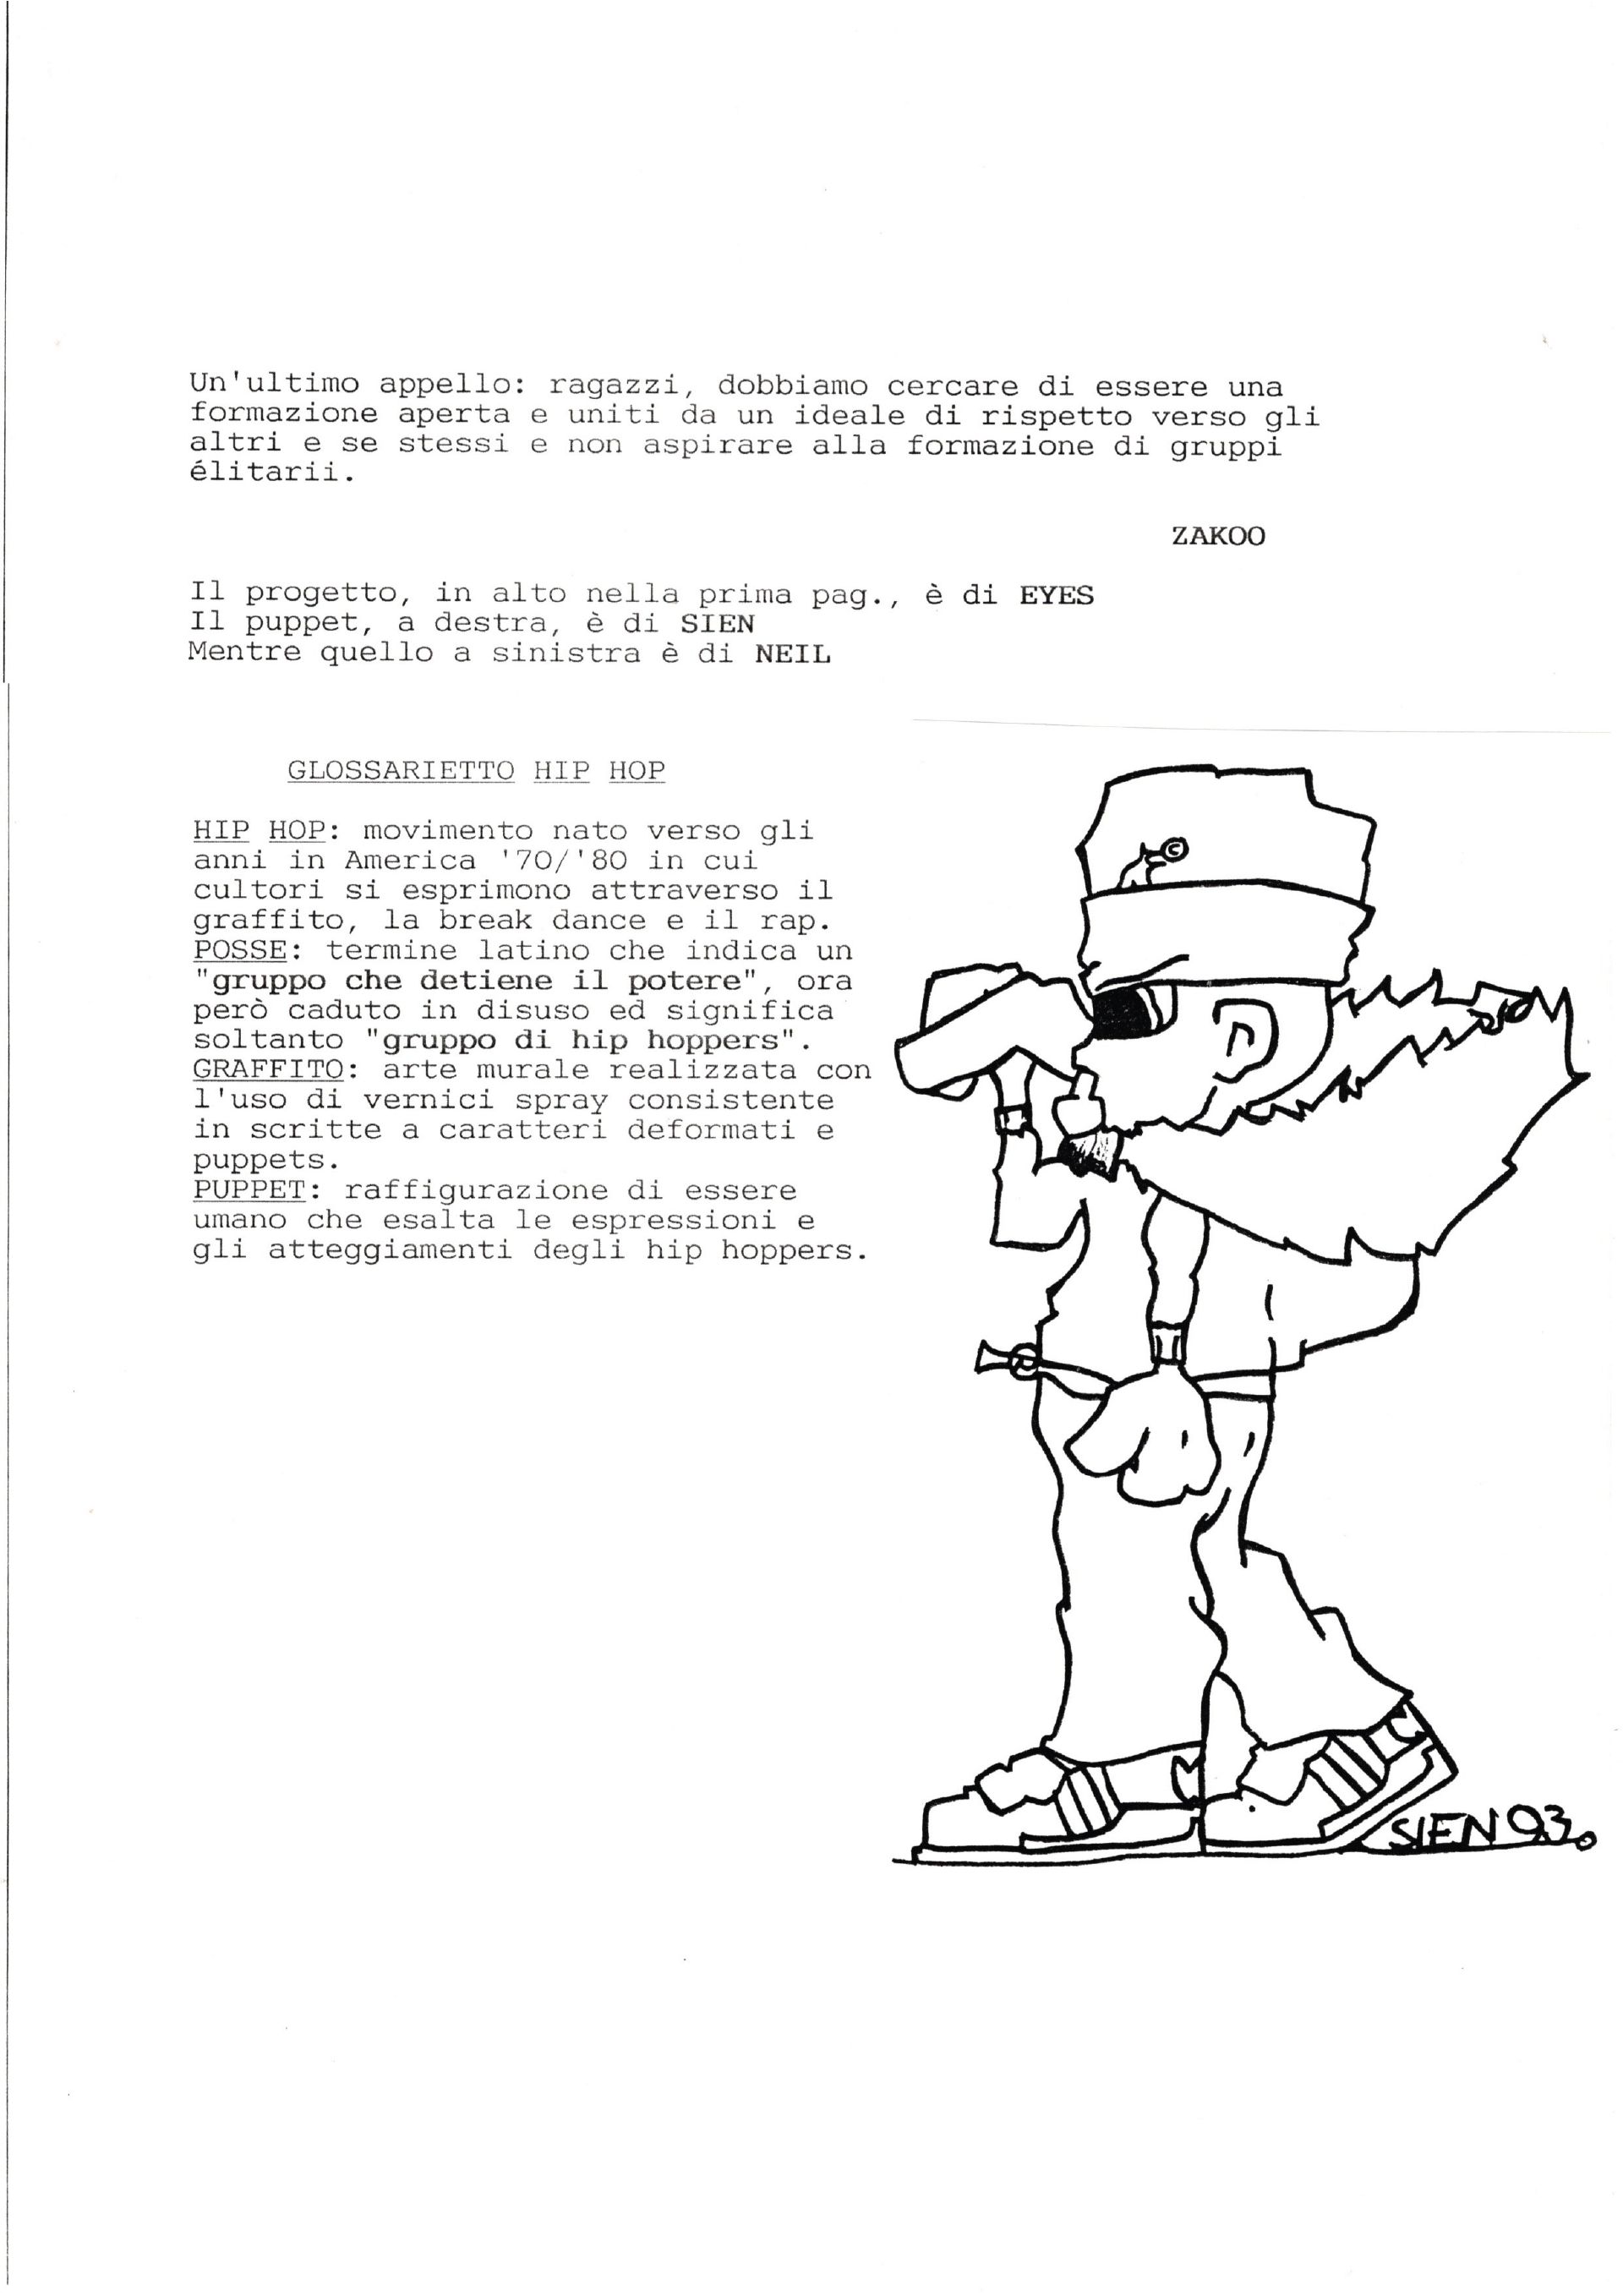 Un'ultimo appello: ragazzi, dobbiamo cercare di essere una
formazione aperta e uniti da un ideale di rispetto verso gli
altri e se stessi e non aspirare alla formazione di gruppi
élitarii.
ZAKOO
Il progetto, in alto nella prima pag., è di EYES
Il puppet, a destra, è di SIEN
Mentre quello a sinistra è di NEIL
GLOSSARIETTO HIP HOP
HIP HOP: movimento nato verso gli
anni in America '70/'80 in cui
cultori si esprimono attraverso il
graffito, la break dance e il rap.
POSSE: termine latino che indica un
"gruppo che detiene il potere", ora
però caduto in disuso ed significa
soltanto "gruppo di hip hoppers".
GRAFFITO: arte murale realizzata con
l'uso di vernici spray consistente
in scritte a caratteri deformati e
puppets.
PUPPET: raffigurazione di essere
umano che esalta le espressioni e
gli atteggiamenti degli hip hoppers.
©
SIEN 93.